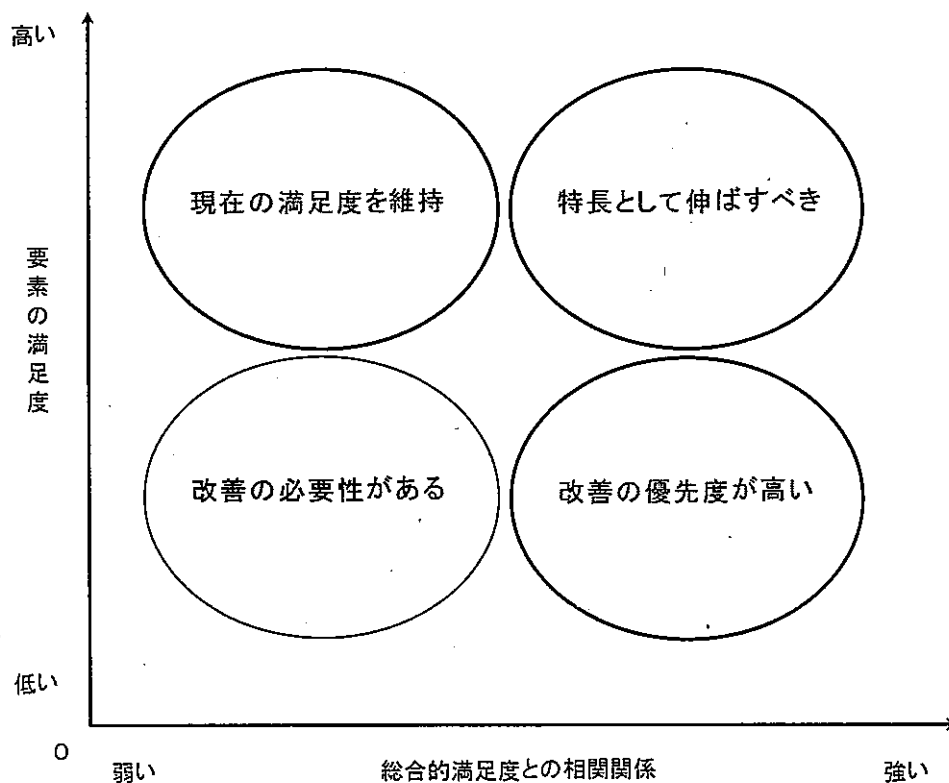 高い
現在の満足度を維持
特長として伸ばすべき
要素の満足度
改善の必要性がある
改善の優先度が高い
低い
0
弱い
総合的満足度との相関関係
強い